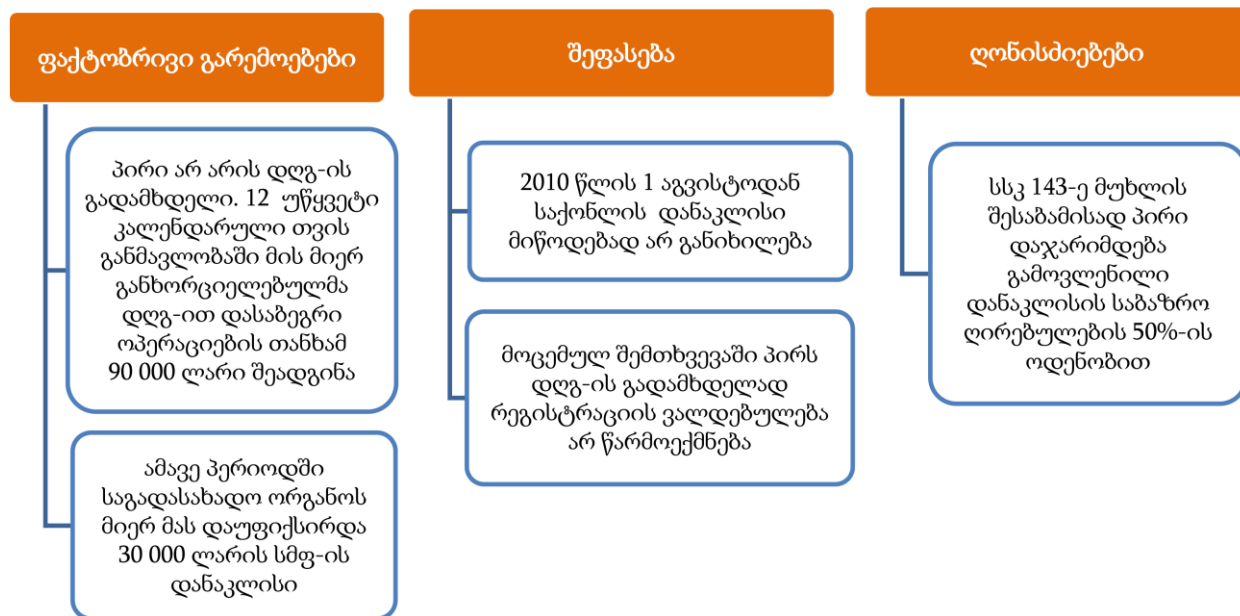 ფაქტობრივი გარემოებები
პირი არ არის დღგ-ის
გადამხდელი. 12 უწყვეტი
კალენდარული თვის
განმავლობაში მის მიერ
განხორციელებულმა
დღგ-ით დასაბეგრი
ოპერაციების თანხამ
90 000 ლარი შეადგინა
ამავე პერიოდში
საგადასახადო ორგანოს
მიერ მას დაუფიქსირდა
30 000 ლარის სმფ-ის
დანაკლისი
შეფასება
2010 წლის 1 აგვისტოდან
საქონლის დანაკლისი
მიწოდებად არ განიხილება
მოცემულ შემთხვევაში პირს
დღგ-ის გადამხდელად
რეგისტრაციის ვალდებულება
არ წარმოექმნება
ღონისძიებები
სსკ 143-ე მუხლის
შესაბამისად პირი
დაჯარიმდება
გამოვლენილი
დანაკლისის საბაზრო
ღირებულების 50%-ის
ოდენობით